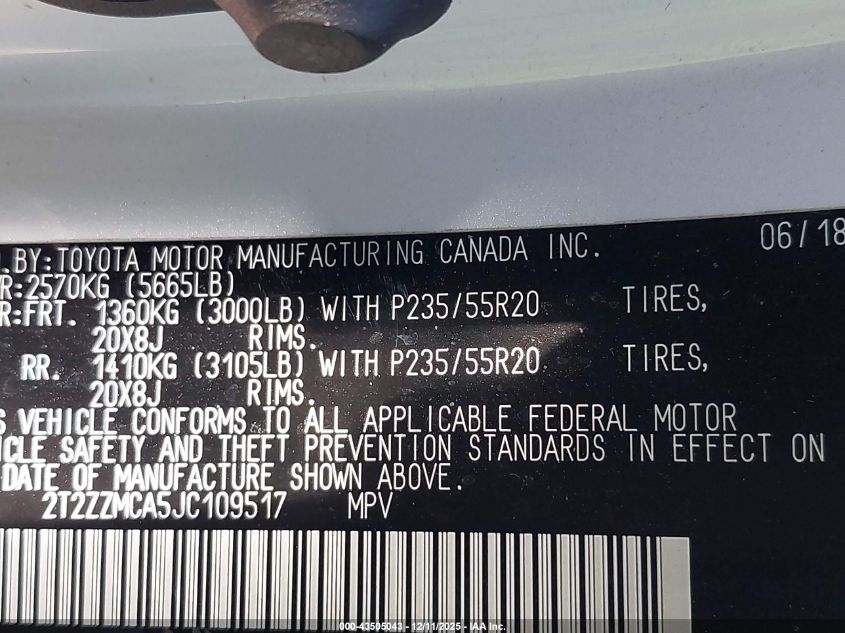 .BY:TOYOTA MOTOR MANUFACTURING CANADA INC. 06/18
R:2570KG (5665LB)
R:FRT. 1360KG (3000LB) WITH P235/55R20 TIRES,
20X8J RIMS.
RR. 1410KG (3105LB) WITH P235/55R20 TIRES,
20X8J RIMS.
S VEHICLE CONFORMS TO ALL APPLICABLE FEDERAL MOTOR
ICLE SAFETY AND THEFT PREVENTION STANDARDS IN EFFECT ON
DATE OF MANUFACTURE SHOWN ABOVE.
2T2ZZMCA5JC109517 MPV
000-43505043 - 12/11/2025 - IAA Inc.